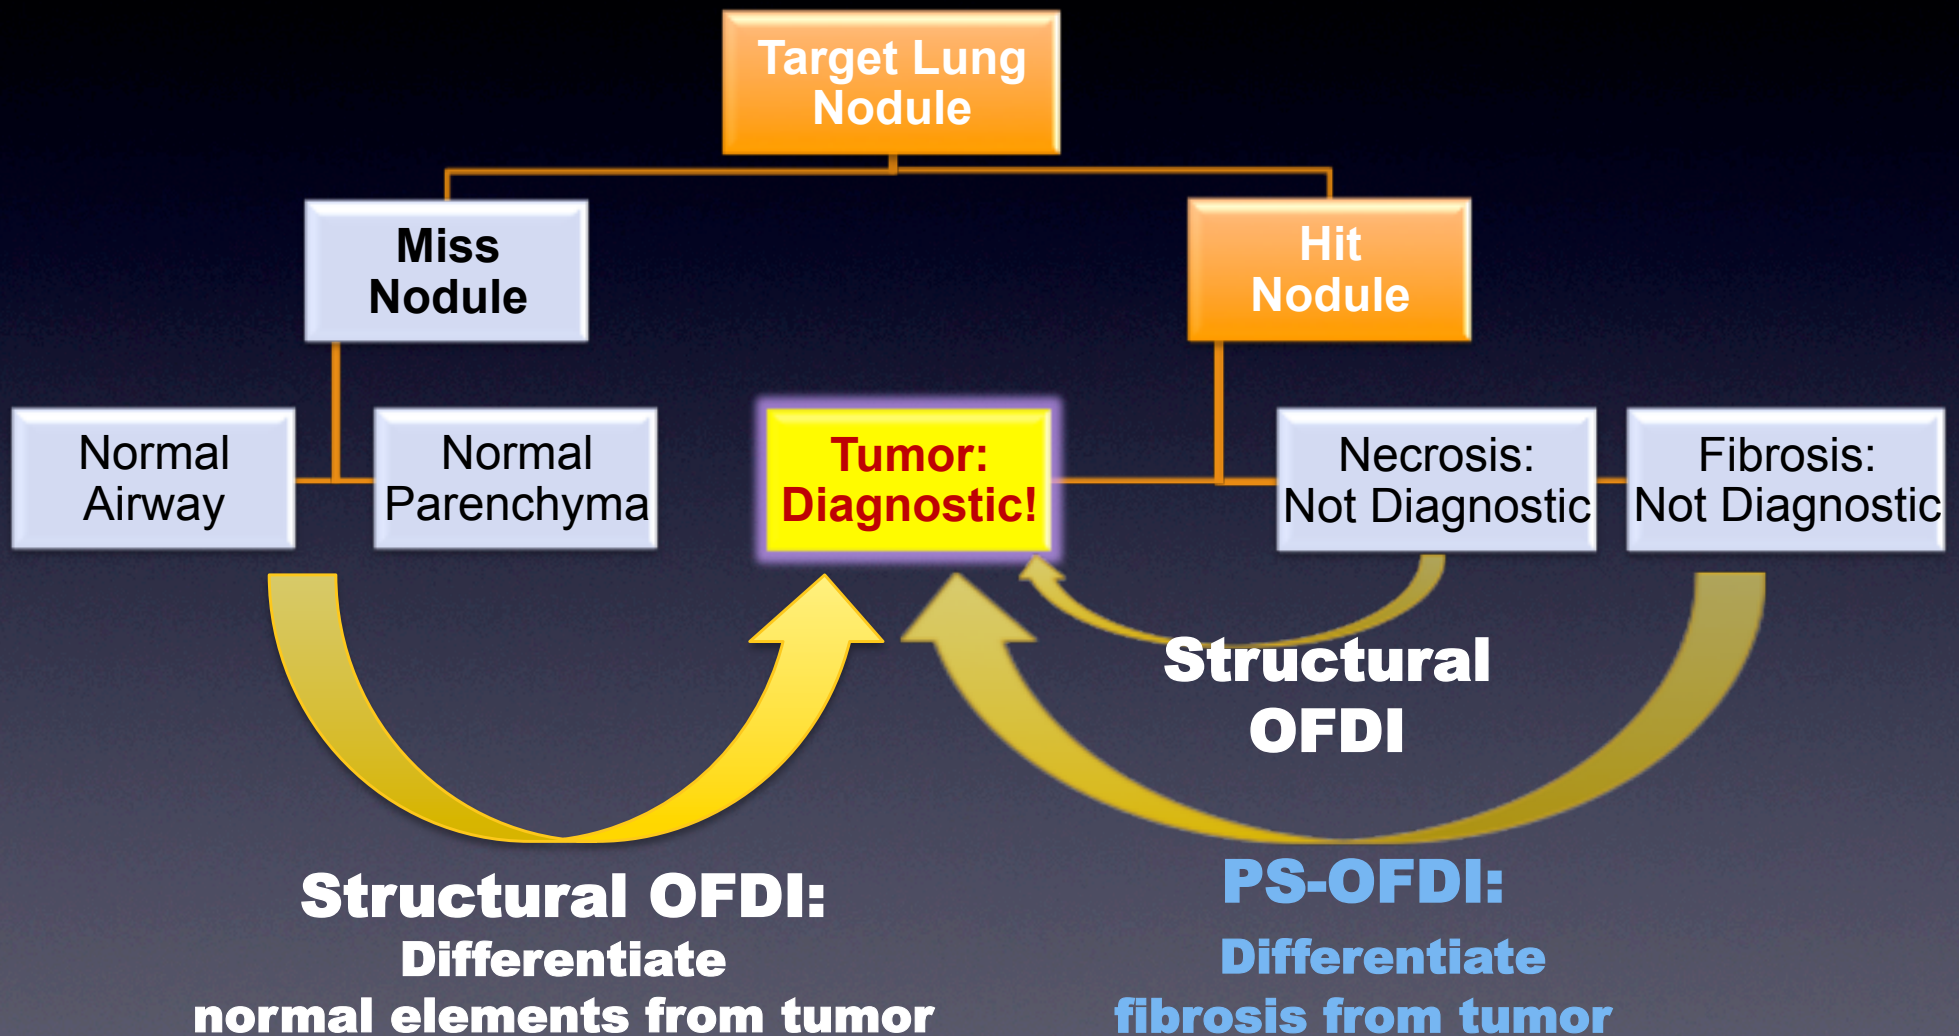 Target Lung
Nodule
Miss
Nodule
Hit
Nodule
Normal
Airway
Normal
Parenchyma
Tumor:
Diagnostic!
Necrosis:
Not Diagnostic
Fibrosis:
Not Diagnostic
Structural
OFDI
Structural OFDI:
Differentiate
normal elements from tumor
PS-OFDI:
Differentiate
fibrosis from tumor